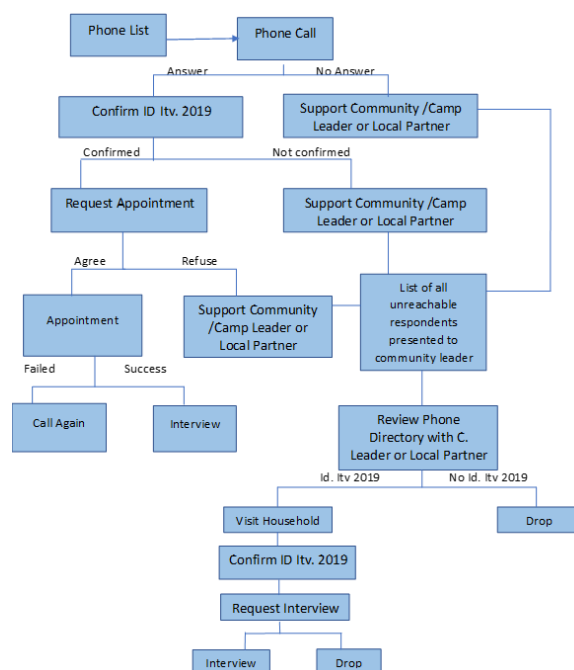 Phone List
Phone Call
Answer
No Answer
Confirm ID Itv. 2019
Support Community /Camp
Leader or Local Partner
Confirmed
Not confirmed
Request Appointment
Support Community /Camp
Leader or Local Partner
Agree
Refuse
List of all
unreachable
respondents
presented to
community leader
Appointment
Support Community
/Camp Leader or
Local Partner
Failed
Success
Call Again
Interview
Review Phone
Directory with C.
Leader or Local Partner
Id. Itv 2019
No Id. Itv 2019
Visit Household
Drop
Confirm ID Itv. 2019
Request Interview
Interview
Drop